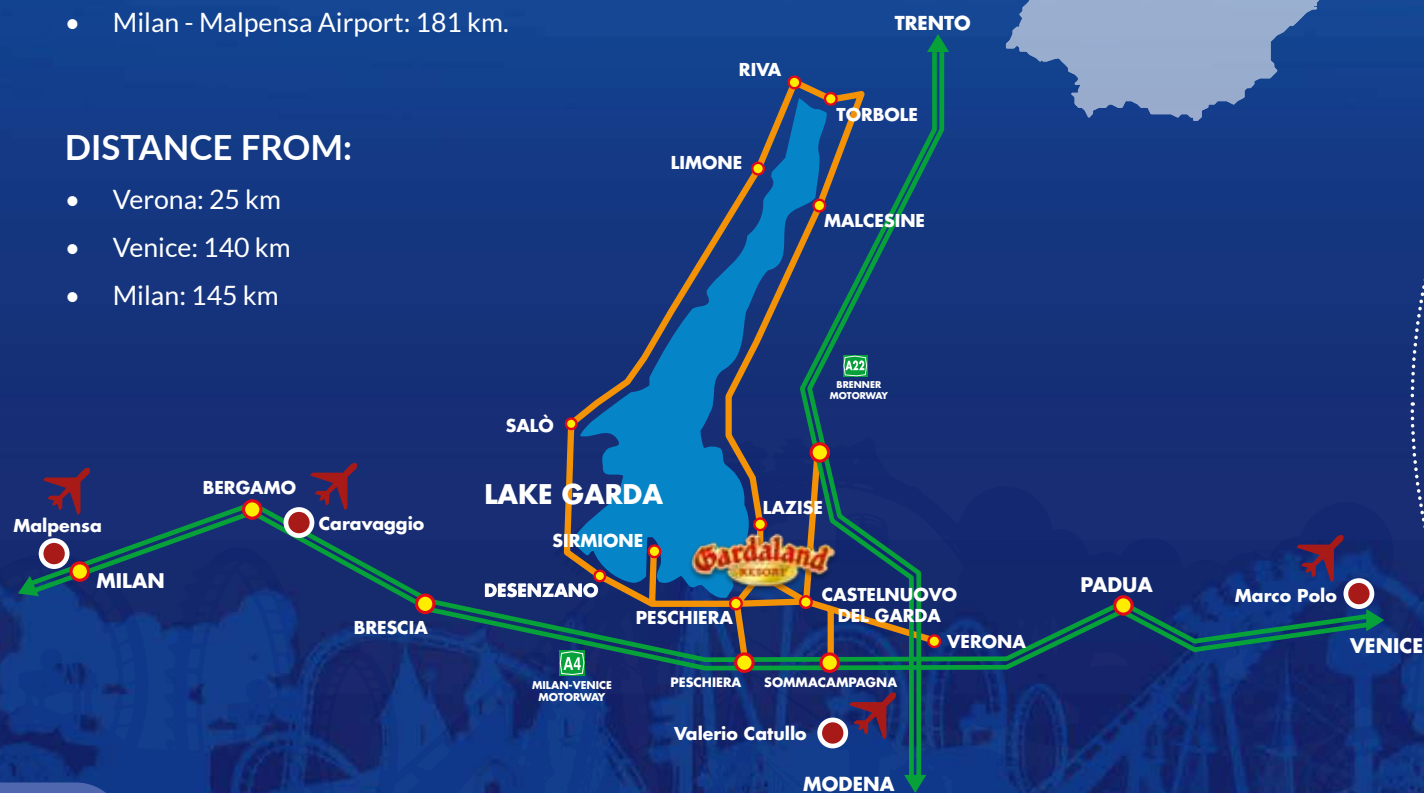 • Milan - Malpensa Airport: 181 km.
DISTANCE FROM:
• Verona: 25 km
• Venice: 140 km
• Milan: 145 km
TRENTO
RIVA
TORBOLE
LIMONE
MALCESINE
A22
BRENNER
MOTORWAY
SALÒ
LAKE GARDA
LAZISE
SIRMIONE
Gardaland
RESORT
DESENZANO
PESCHIERA
CASTELNUOVO
DEL GARDA
VERONA
Malpensa
MILAN
BERGAMO
Caravaggio
BRESCIA
A4
MILAN-VENICE
MOTORWAY
PESCHIERA
SOMMACAMPAGNA
Valerio Catullo
MODENA
PADUA
Marco Polo
VENICE